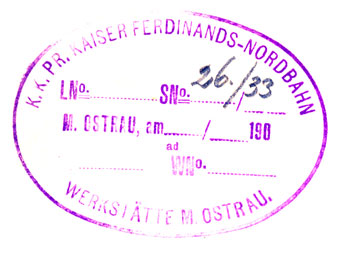 K.K. PR. KAISER FERDINANDS-NORDBAHN
LNo. SNo. 26./33
M. OSTRAU, am / 190
ad
WNo.
WERKSTÄTTE M. OSTRAU.